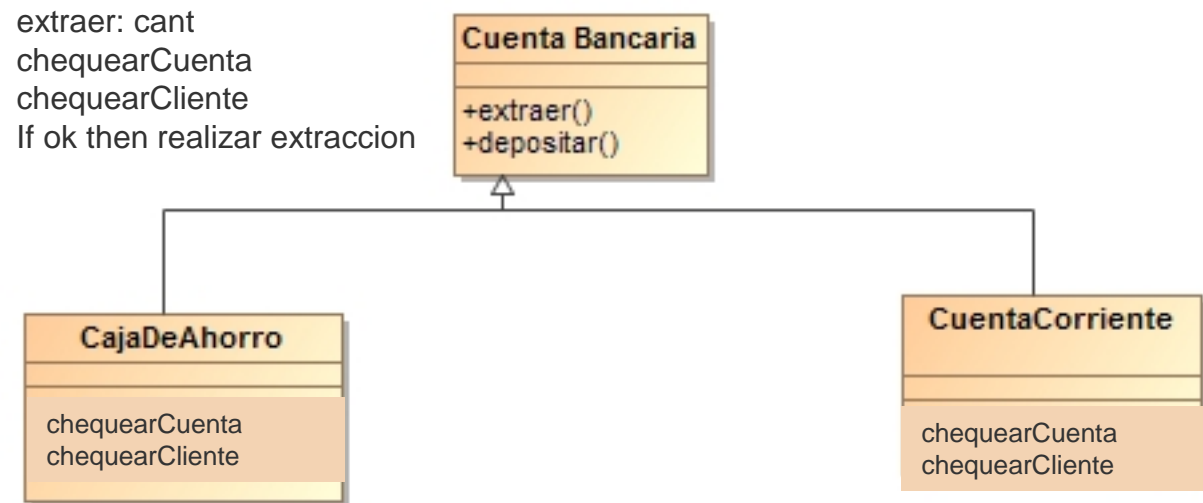 extraer: cant
chequearCuenta
chequearCliente
If ok then realizar extraccion
Cuenta Bancaria
+extraer()
+depositar()
CajaDeAhorro
chequearCuenta
chequearCliente
CuentaCorriente
chequearCuenta
chequearCliente